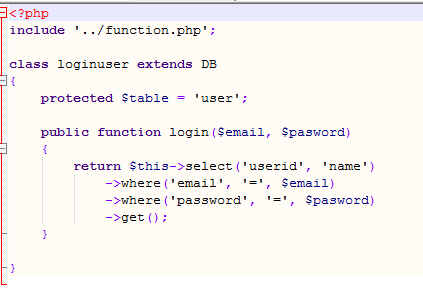 <?php
include '../function.php';
class loginuser extends DB
{
protected $table = 'user';
public function login($email, $pasword)
{
return $this->select('userid', 'name')
->where('email', '=', $email)
->where('password', '=', $pasword)
->get();
}
}